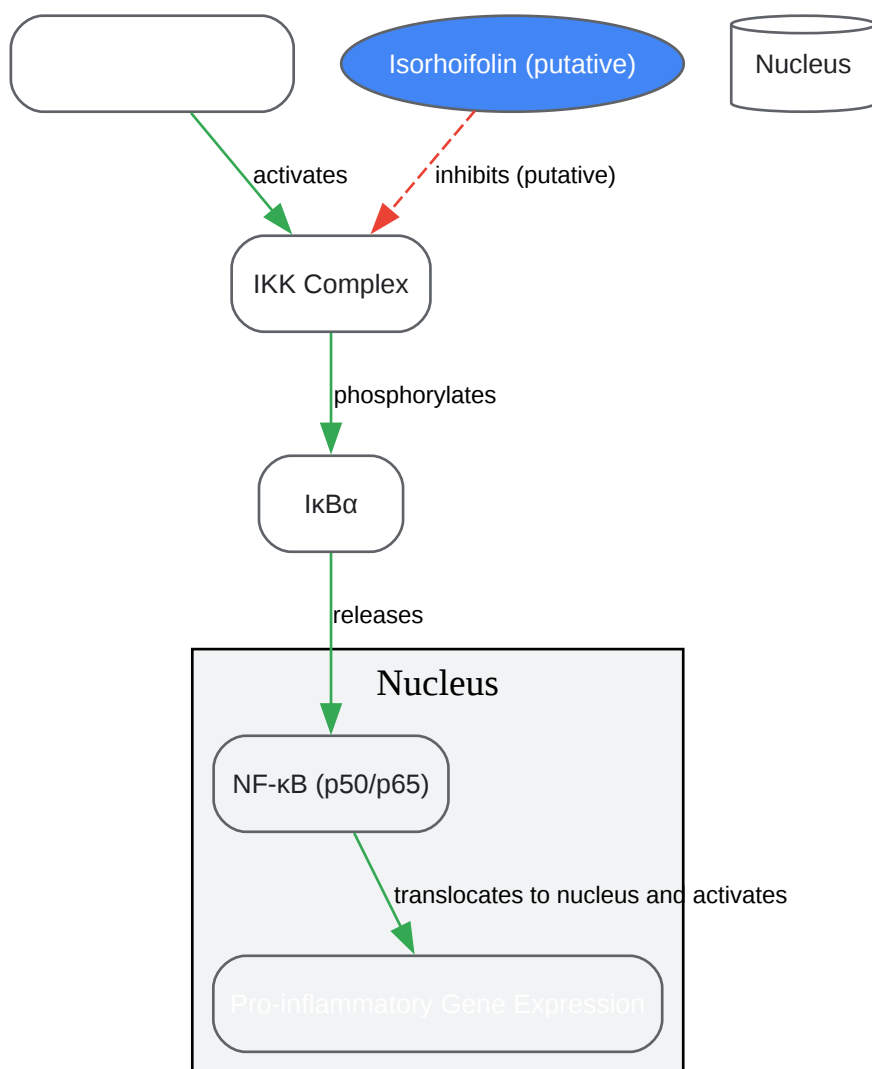 Isorhoifolin (putative)
Nucleus
activates
inhibits (putative)
IKK Complex
phosphorylates
IκBα
releases
Nucleus
NF-κB (p50/p65)
translocates to nucleus and activates
Pro-inflammatory Gene Expression